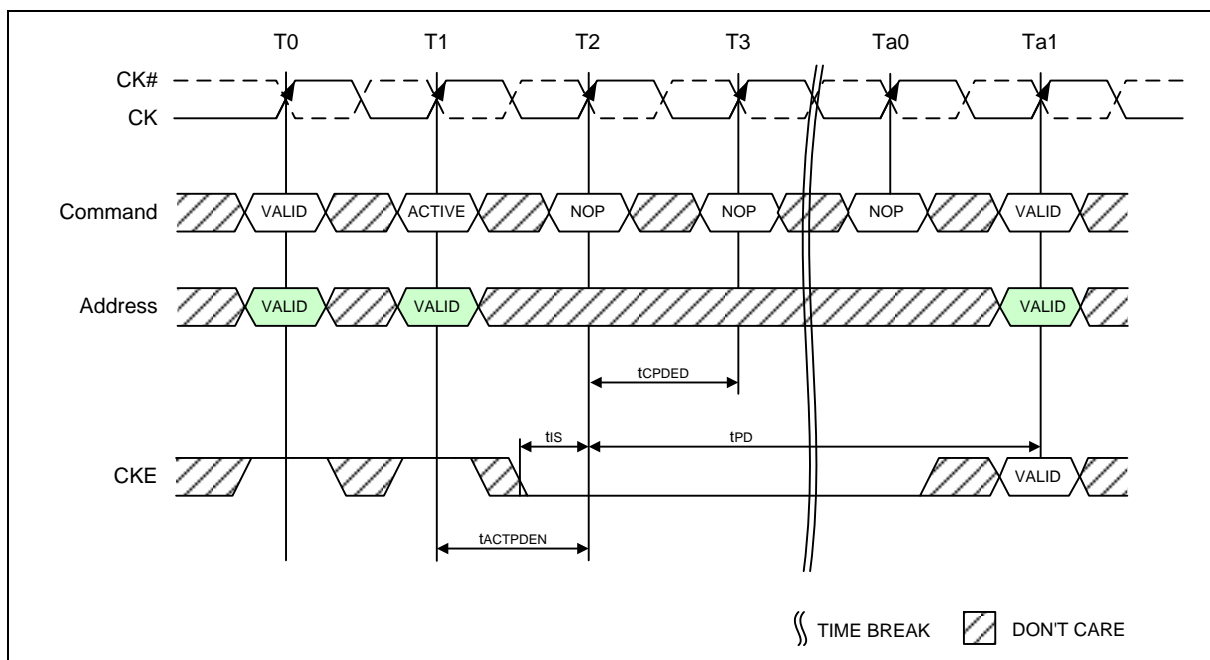 T0 T1 T2 T3 Ta0 Ta1
CK#
CK
Command VALID ACTIVE NOP NOP NOP VALID
Address VALID VALID VALID
tCPDED
tIS tPD
CKE VALID
tACTPDEN
TIME BREAK DON'T CARE